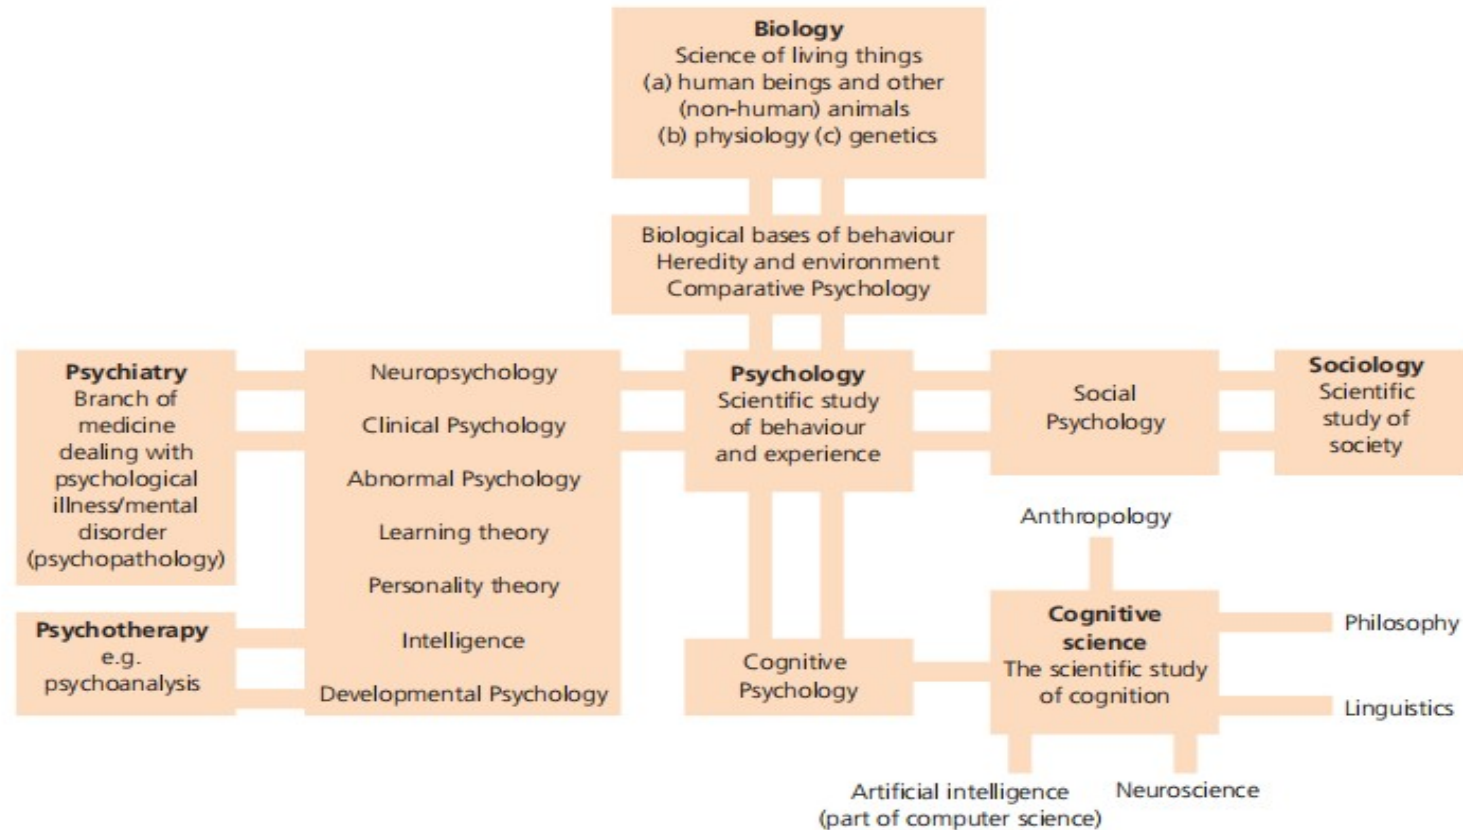 Biology
Science of living things
(a) human beings and other
(non-human) animals
(b) physiology (c) genetics
Biological bases of behaviour
Heredity and environment
Comparative Psychology
Psychiatry
Branch of
medicine
dealing with
psychological
illness/mental
disorder
(psychopathology)
Psychotherapy
e.g.
psychoanalysis
Neuropsychology
Clinical Psychology
Abnormal Psychology
Learning theory
Personality theory
Intelligence
Developmental Psychology
Psychology
Scientific study
of behaviour
and experience
Social
Psychology
Sociology
Scientific
study of
society
Cognitive
Psychology
Anthropology
Cognitive
science
The scientific study
of cognition
Philosophy
Linguistics
Artificial intelligence
(part of computer science)
Neuroscience